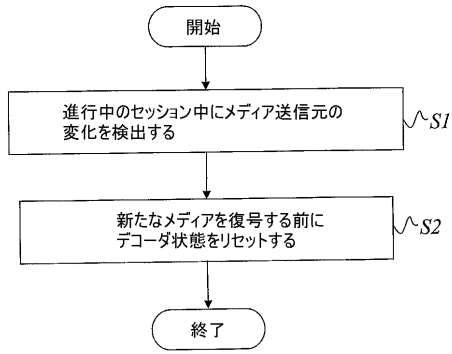 開始
進行中のセッション中にメディア送信元の
変化を検出する
S1
新たなメディアを復号する前に
デコーダ状態をリセットする
S2
終了